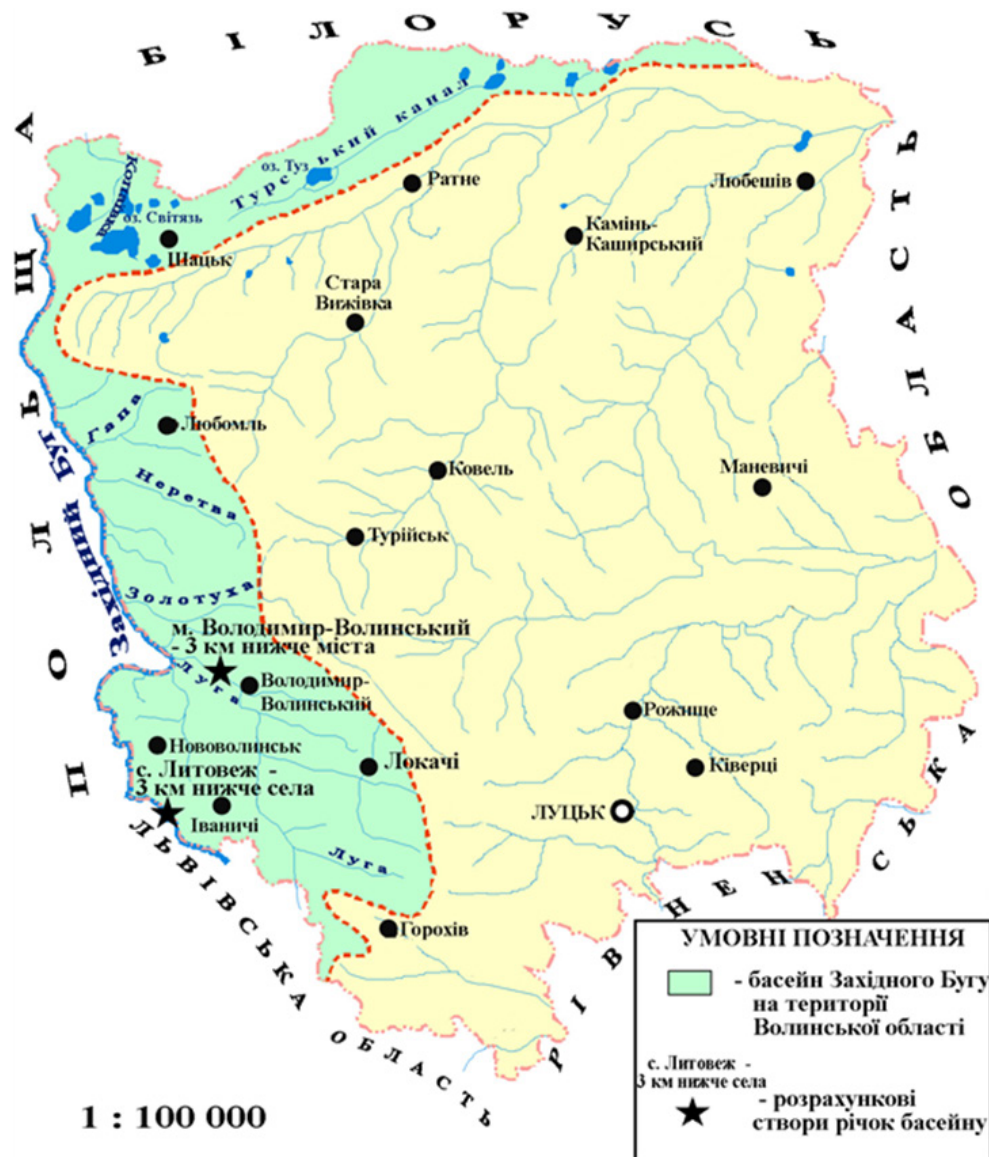 БІЛОРУСЬ
ПОЛЬЩА
Турський канал
оз. Туз
Копаївка
оз. Світязь
Шацьк
Ратне
Любешів
Камінь-
Каширський
Стара
Вижівка
Гапа
Любомль
Неретва
Ковель
Маневичі
Турійськ
Західний Буг
Золотуха
м. Володимир-Волинський
- 3 км нижче міста
Луга
Володимир-
Волинський
Рожище
Нововолинськ
Локачі
Ківерці
с. Литовеж -
3 км нижче села
Іваничі
ЛУЦЬК
Луга
Горохів
ЛЬВІВСЬКА ОБЛАСТЬ
РІВНЕНСЬКА ОБЛАСТЬ
УМОВНІ ПОЗНАЧЕННЯ
- басейн Західного Бугу
на території
Волинської області
с. Литовеж -
3 км нижче села
- розрахункові
створи річок басейну
1 : 100 000